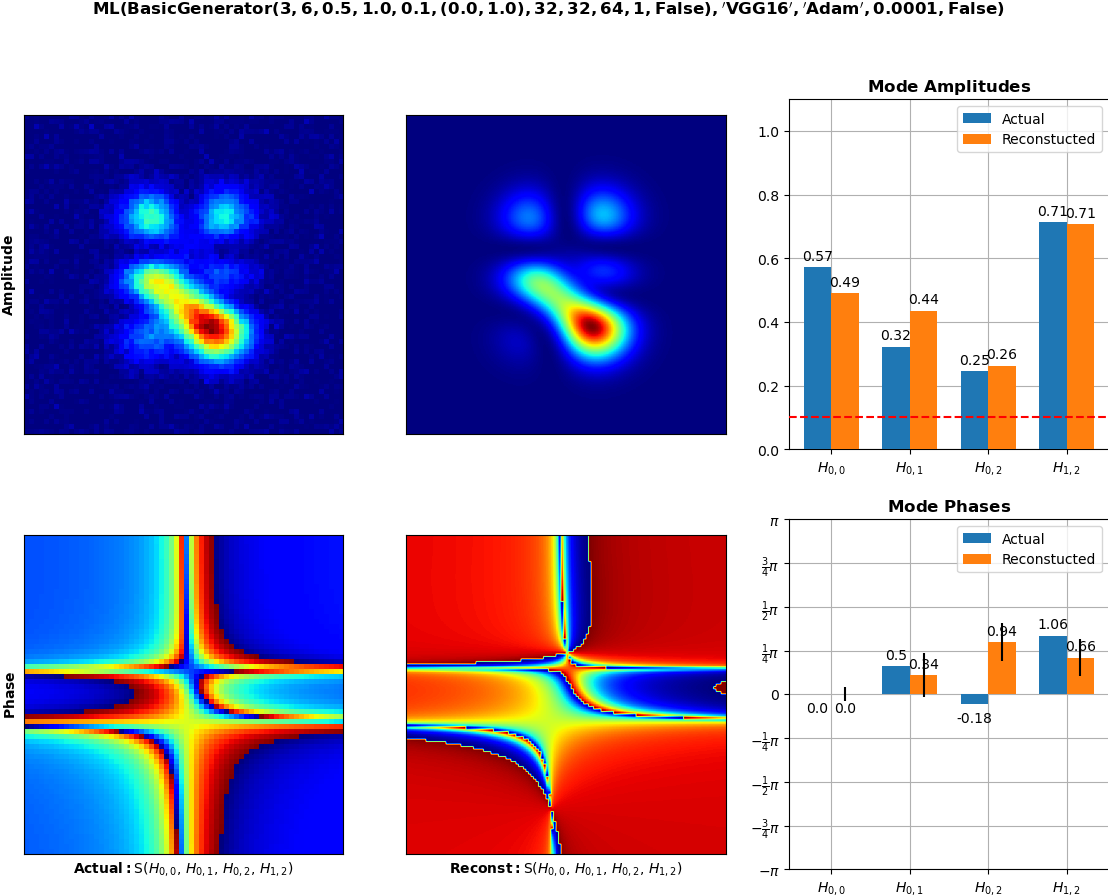 ML(BasicGenerator(3, 6, 0.5, 1.0, 0.1, (0.0, 1.0), 32, 32, 64, 1, False), ′VGG16′, ′Adam′, 0.0001, False)
Amplitude
Mode Amplitudes
Actual
Reconstucted
1.0
0.8
0.6
0.4
0.2
0.0
0.57
0.49
0.32
0.44
0.25
0.26
0.71
0.71
H0,0
H0,1
H0,2
H1,2
Phase
Actual: S(H0,0, H0,1, H0,2, H1,2)
Reconst: S(H0,0, H0,1, H0,2, H1,2)
Mode Phases
Actual
Reconstucted
π
3/4π
1/2π
1/4π
0
−1/4π
−1/2π
−3/4π
−π
0.0
0.0
0.5
0.34
-0.18
0.94
1.06
0.66
H0,0
H0,1
H0,2
H1,2